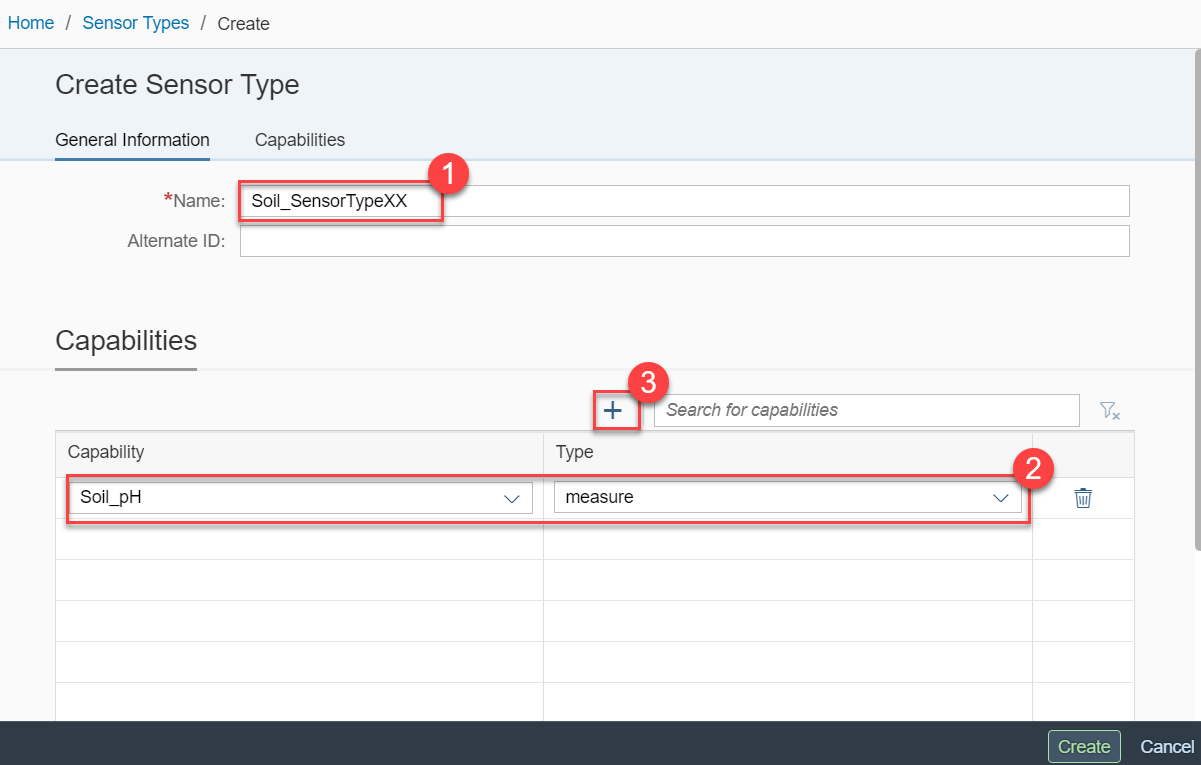 Home / Sensor Types / Create
Create Sensor Type
General Information Capabilities
1
*Name: Soil_SensorTypeXX
Alternate ID:
Capabilities
3
+ Search for capabilities
Capability Type
2
Soil_pH measure
Create Cancel